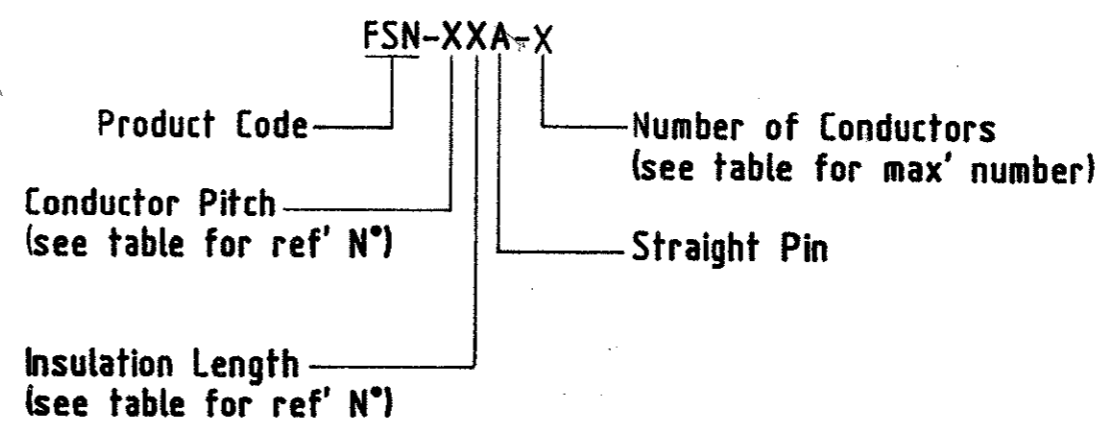 FSN-XXA-X
Product Code
Number of Conductors
(see table for max' number)
Conductor Pitch
(see table for ref' N°)
Straight Pin
Insulation Length
(see table for ref' N°)